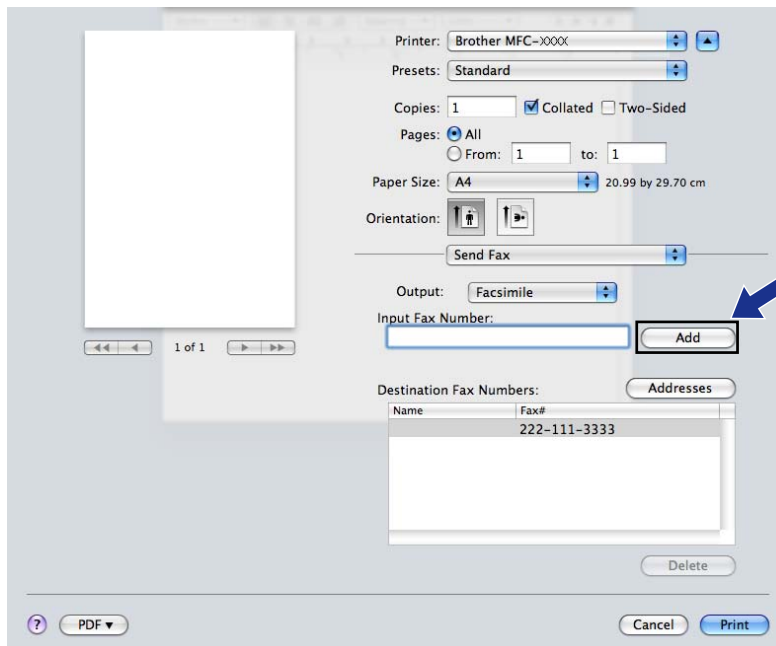 Printer: Brother MFC-XXXX
Presets: Standard
Copies: 1 Collated Two-Sided
Pages: All
From: 1 to: 1
Paper Size: A4 20.99 by 29.70 cm
Orientation:
Send Fax
Output: Facsimile
Input Fax Number:
Add
1 of 1
Destination Fax Numbers: Addresses
Name Fax#
222-111-3333
Delete
? PDF Cancel Print